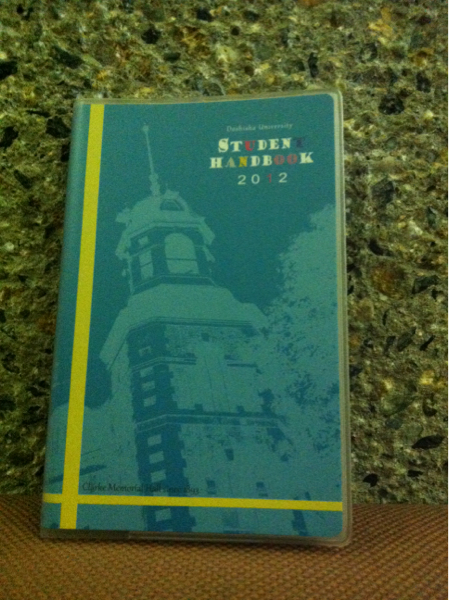 Doshisha University
STUDENT
HANDBOOK
2012
Clarke Memorial Hall